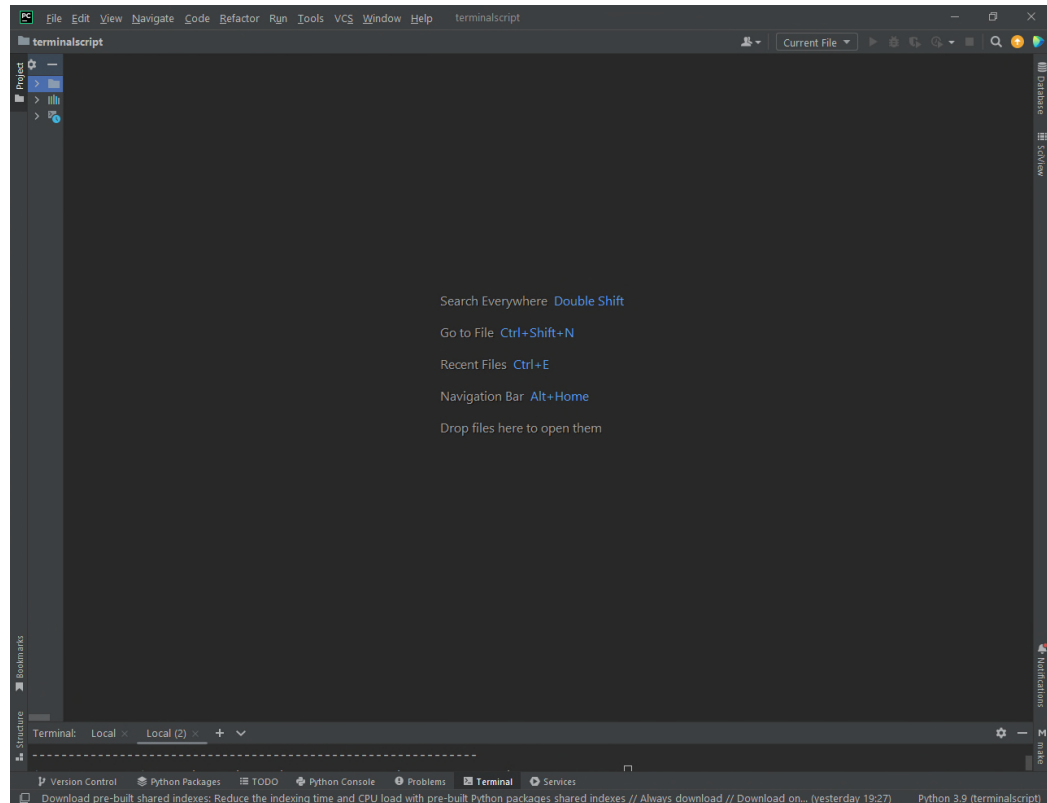 PC File Edit View Navigate Code Refactor Run Tools VCS Window Help terminalscript
terminalscript Current File
Project
Database
SciView
Search Everywhere Double Shift
Go to File Ctrl+Shift+N
Recent Files Ctrl+E
Navigation Bar Alt+Home
Drop files here to open them
Bookmarks
Notifications
Structure
Terminal: Local × Local (2) × +
M make
------------------------------------------------------
Version Control Python Packages TODO Python Console Problems Terminal Services
Download pre-built shared indexes: Reduce the indexing time and CPU load with pre-built Python packages shared indexes // Always download // Download on... (yesterday 19:27) Python 3.9 (terminalscript)